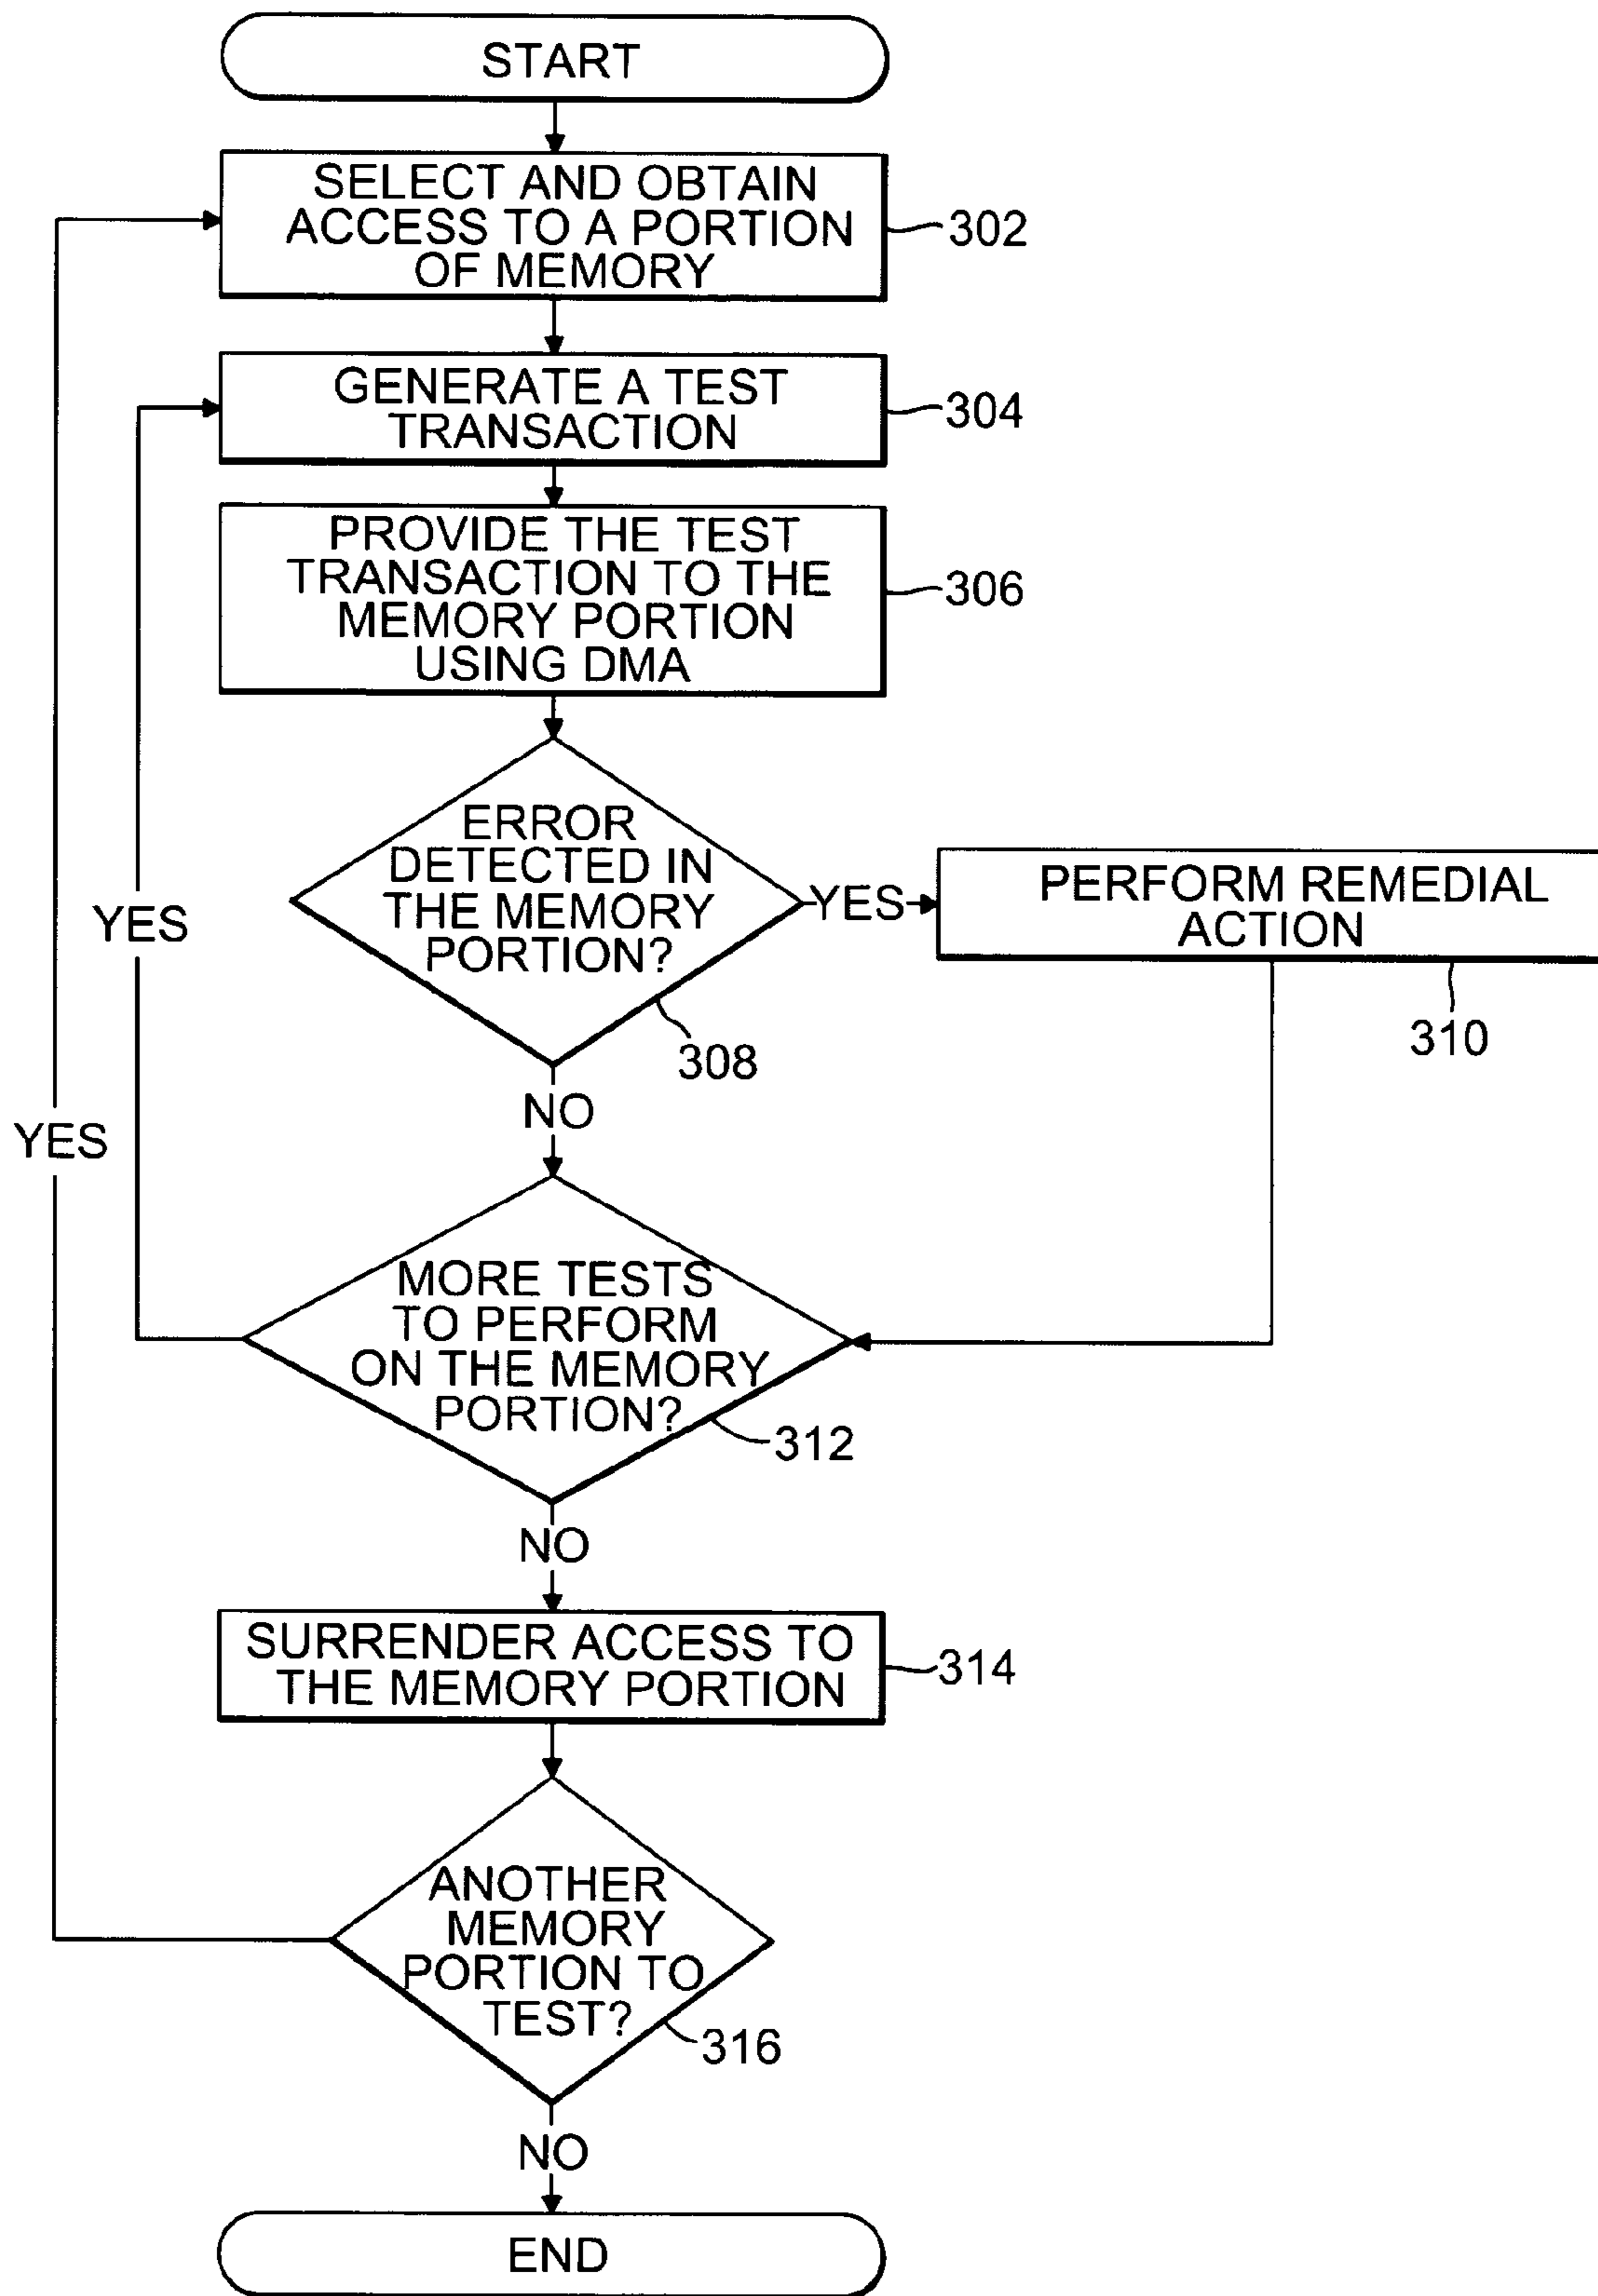 START
SELECT AND OBTAIN
ACCESS TO A PORTION
OF MEMORY
302
GENERATE A TEST
TRANSACTION
304
PROVIDE THE TEST
TRANSACTION TO THE
MEMORY PORTION
USING DMA
306
ERROR
DETECTED IN
THE MEMORY
PORTION?
308
YES
PERFORM REMEDIAL
ACTION
310
YES
NO
YES
MORE TESTS
TO PERFORM
ON THE MEMORY
PORTION?
312
NO
SURRENDER ACCESS TO
THE MEMORY PORTION
314
ANOTHER
MEMORY
PORTION TO
TEST?
316
NO
END